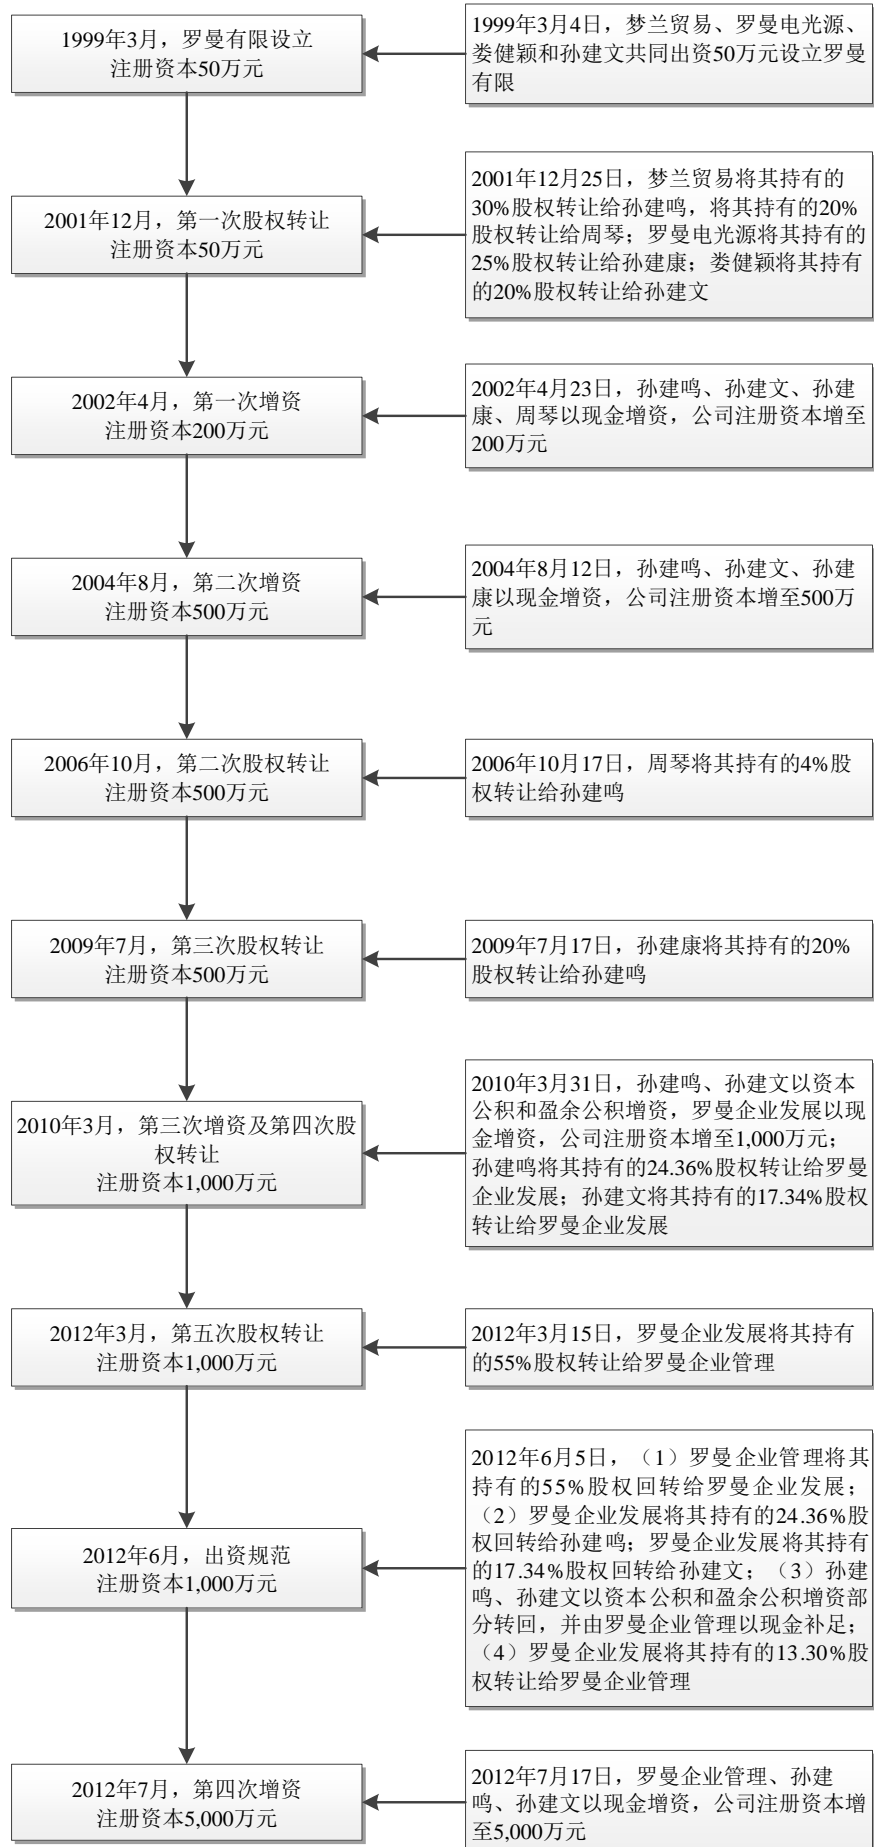 1999年3月，罗曼有限设立
注册资本50万元
1999年3月4日，梦兰贸易、罗曼电光源、
娄健颖和孙建文共同出资50万元设立罗曼
有限
2001年12月，第一次股权转让
注册资本50万元
2001年12月25日，梦兰贸易将其持有的
30%股权转让给孙建鸣，将其持有的20%
股权转让给周琴；罗曼电光源将其持有的
25%股权转让给孙建康；娄健颖将其持有
的20%股权转让给孙建文
2002年4月，第一次增资
注册资本200万元
2002年4月23日，孙建鸣、孙建文、孙建
康、周琴以现金增资，公司注册资本增至
200万元
2004年8月，第二次增资
注册资本500万元
2004年8月12日，孙建鸣、孙建文、孙建
康以现金增资，公司注册资本增至500万
元
2006年10月，第二次股权转让
注册资本500万元
2006年10月17日，周琴将其持有的4%股
权转让给孙建鸣
2009年7月，第三次股权转让
注册资本500万元
2009年7月17日，孙建康将其持有的20%
股权转让给孙建鸣
2010年3月，第三次增资及第四次股
权转让
注册资本1,000万元
2010年3月31日，孙建鸣、孙建文以资本
公积和盈余公积增资，罗曼企业发展以现
金增资，公司注册资本增至1,000万元；
孙建鸣将其持有的24.36%股权转让给罗曼
企业发展；孙建文将其持有的17.34%股权
转让给罗曼企业发展
2012年3月，第五次股权转让
注册资本1,000万元
2012年3月15日，罗曼企业发展将其持有
的55%股权转让给罗曼企业管理
2012年6月，出资规范
注册资本1,000万元
2012年6月5日，（1）罗曼企业管理将其
持有的55%股权回转给罗曼企业发展；
（2）罗曼企业发展将其持有的24.36%股
权回转给孙建鸣；罗曼企业发展将其持有
的17.34%股权回转给孙建文；（3）孙建
鸣、孙建文以资本公积和盈余公积增资部
分转回，并由罗曼企业管理以现金补足；
（4）罗曼企业发展将其持有的13.30%股
权转让给罗曼企业管理
2012年7月，第四次增资
注册资本5,000万元
2012年7月17日，罗曼企业管理、孙建
鸣、孙建文以现金增资，公司注册资本增
至5,000万元